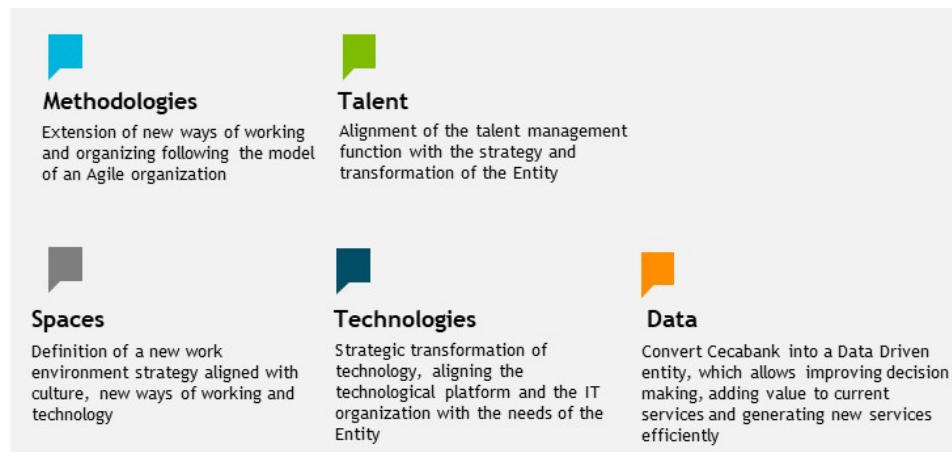 Methodologies
Extension of new ways of working
and organizing following the model
of an Agile organization
Talent
Alignment of the talent management
function with the strategy and
transformation of the Entity
Spaces
Definition of a new work
environment strategy aligned with
culture, new ways of working and
technology
Technologies
Strategic transformation of
technology, aligning the
technological platform and the IT
organization with the needs of the
Entity
Data
Convert Cecabank into a Data Driven
entity, which allows improving decision
making, adding value to current
services and generating new services
efficiently